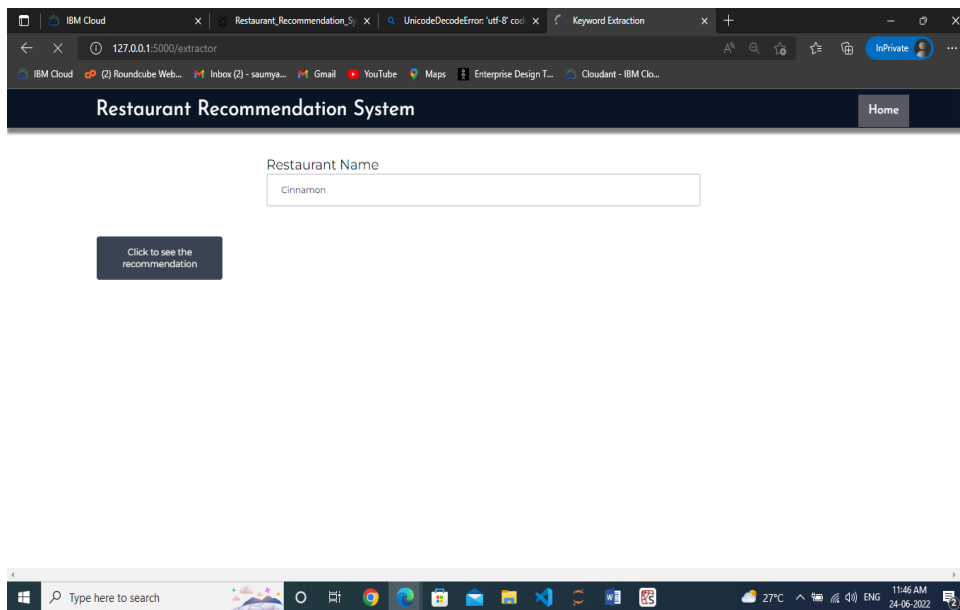 IBM Cloud
Restaurant_Recommendation_Sy
UnicodeDecodeError: 'utf-8' cod
Keyword Extraction
127.0.0.1:5000/extractor
InPrivate
IBM Cloud
(2) Roundcube Web...
Inbox (2) - saumya...
Gmail
YouTube
Maps
Enterprise Design T...
Cloudant - IBM Clo...
Restaurant Recommendation System
Home
Restaurant Name
Cinnamon
Click to see the
recommendation
Type here to search
27°C
ENG
11:46 AM
24-06-2022
2